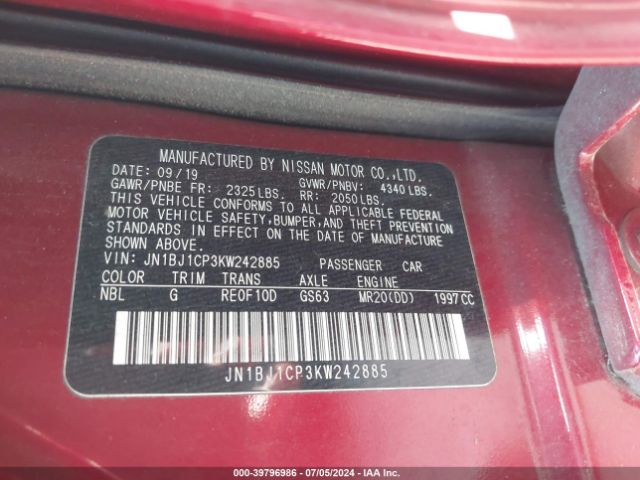 MANUFACTURED BY NISSAN MOTOR CO.,LTD.
DATE: 09/19 GVWR/PNBV: 4340 LBS.
GAWR/PNBE FR: 2325 LBS. RR: 2050 LBS.
THIS VEHICLE CONFORMS TO ALL APPLICABLE FEDERAL
MOTOR VEHICLE SAFETY, BUMPER, AND THEFT PREVENTION
STANDARDS IN EFFECT ON THE DATE OF MANUFACTURE
SHOWN ABOVE.
VIN: JN1BJ1CP3KW242885 PASSENGER CAR
COLOR TRIM TRANS AXLE ENGINE
NBL G RE0F10D GS63 MR20(DD) 1997CC
JN1BJ1CP3KW242885
000-39796986 / 07/05/2024 - IAA Inc.